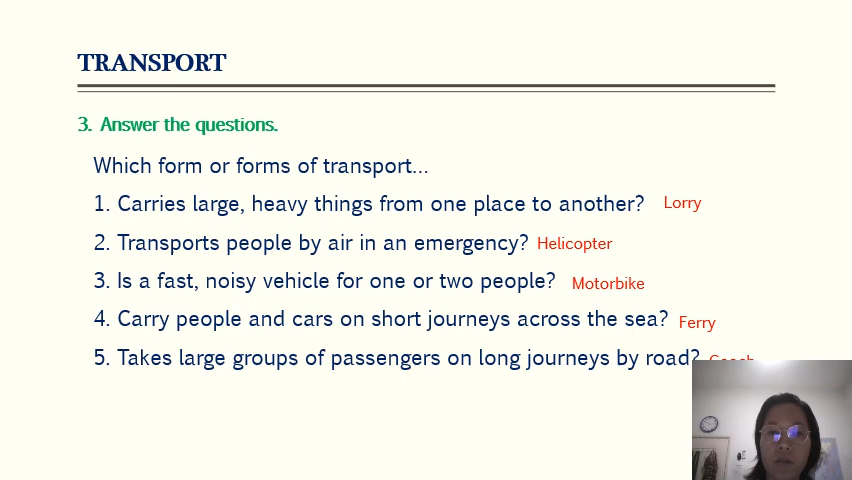 TRANSPORT
3. Answer the questions.
Which form or forms of transport...
1. Carries large, heavy things from one place to another? Lorry
2. Transports people by air in an emergency? Helicopter
3. Is a fast, noisy vehicle for one or two people? Motorbike
4. Carry people and cars on short journeys across the sea? Ferry
5. Takes large groups of passengers on long journeys by road? Coach